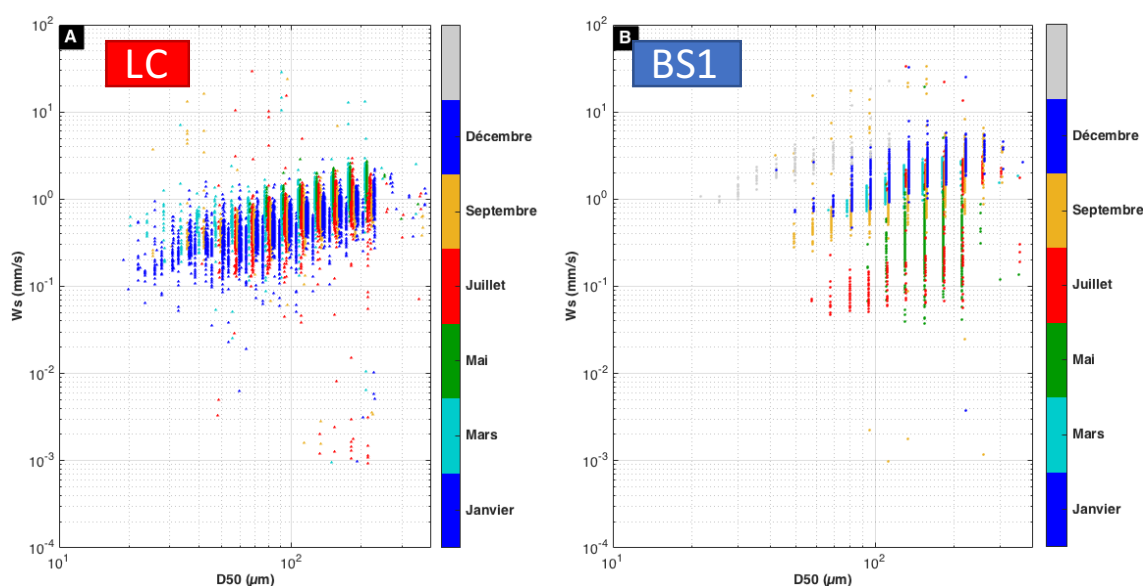 A
LC
10^2
10^1
10^0
10^-1
10^-2
10^-3
10^-4
Ws (mm/s)
10^1
10^2
D50 (µm)
Décembre
Septembre
Juillet
Mai
Mars
Janvier
B
BS1
10^2
10^1
10^0
10^-1
10^-2
10^-3
10^-4
Ws (mm/s)
10^1
10^2
D50 (µm)
Décembre
Septembre
Juillet
Mai
Mars
Janvier